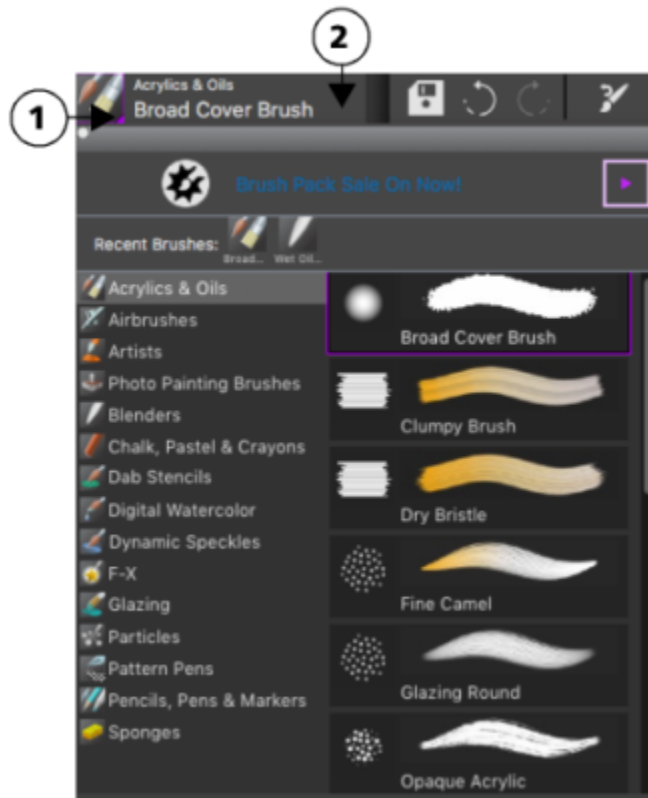 2
1
Acrylics & Oils
Broad Cover Brush
Brush Pack Sale On Now!
Recent Brushes:
Broad... Wet Oil...
Acrylics & Oils
Airbrushes
Artists
Photo Painting Brushes
Blenders
Chalk, Pastel & Crayons
Dab Stencils
Digital Watercolor
Dynamic Speckles
F-X
Glazing
Particles
Pattern Pens
Pencils, Pens & Markers
Sponges
Broad Cover Brush
Clumpy Brush
Dry Bristle
Fine Camel
Glazing Round
Opaque Acrylic